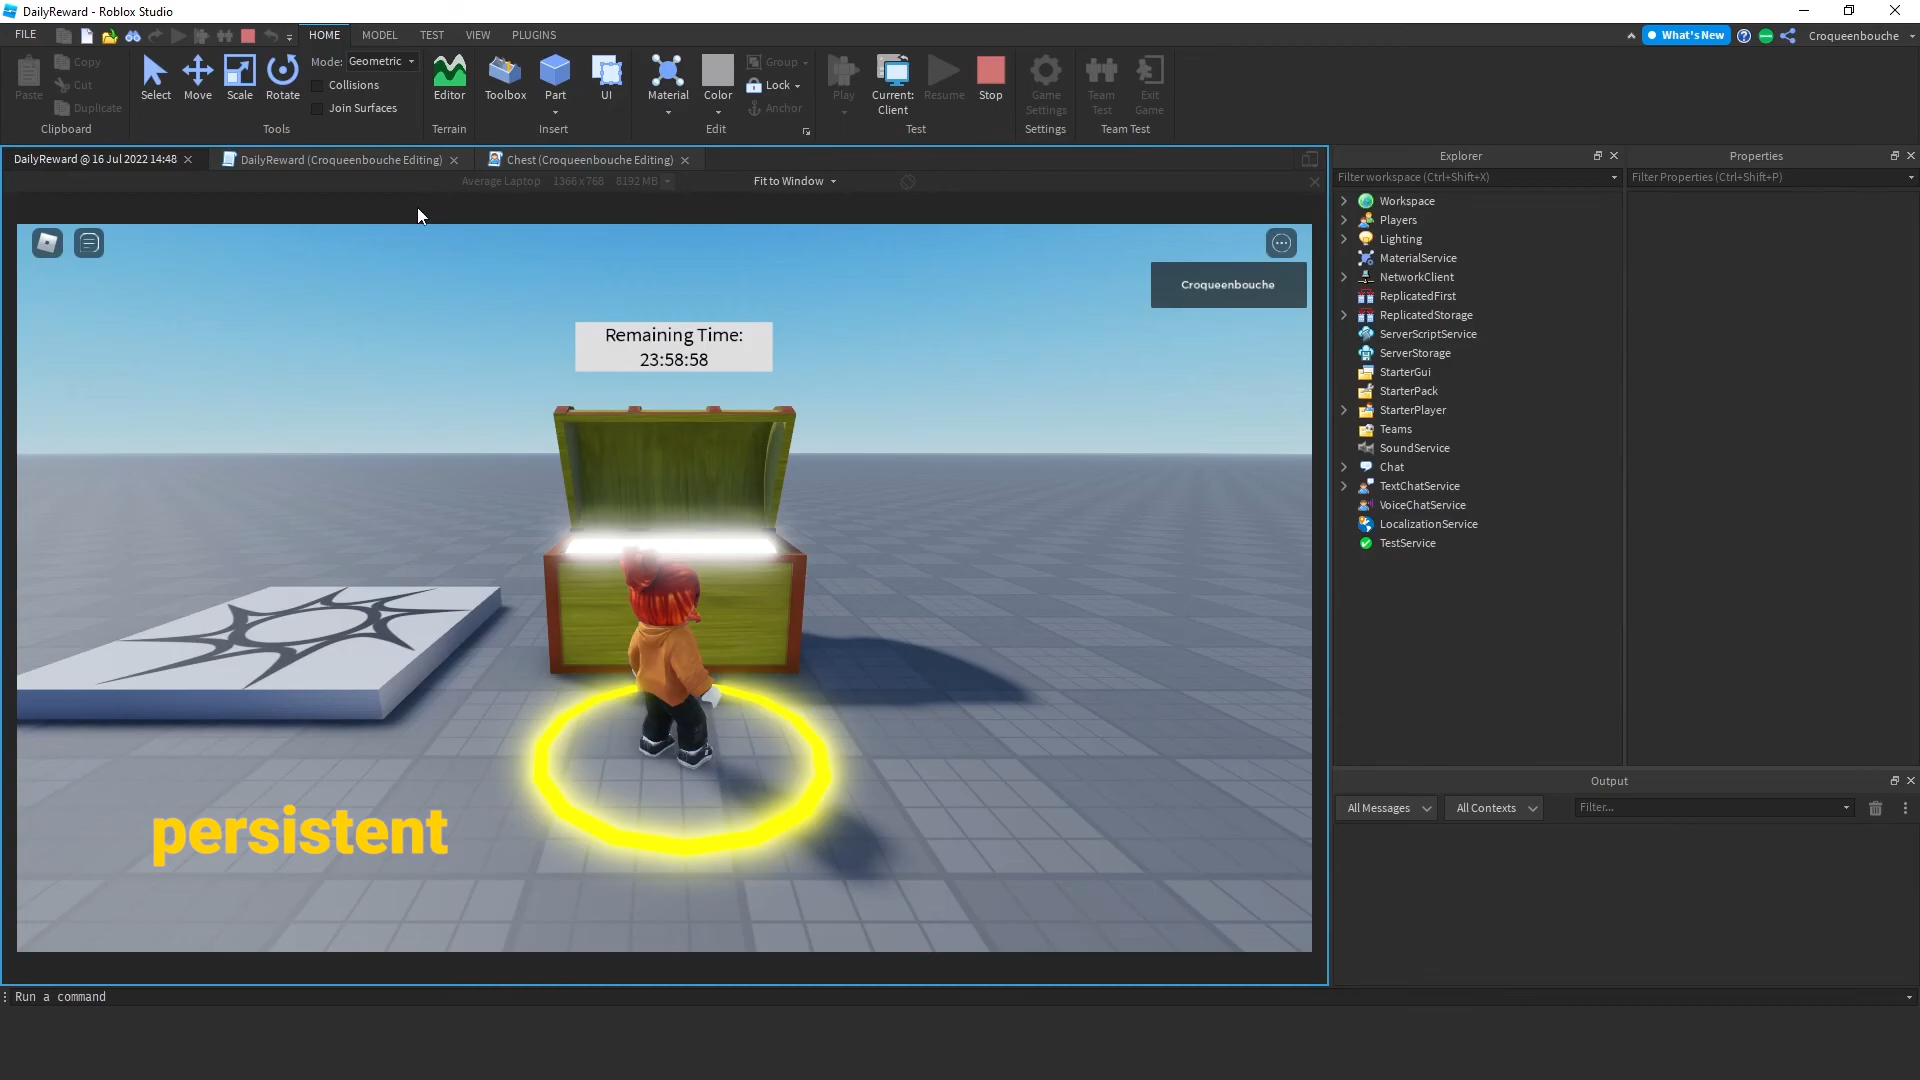 DailyReward - Roblox Studio
FILE
HOME
MODEL
TEST
VIEW
PLUGINS
What's New
Croqueenbouche
Paste
Copy
Cut
Duplicate
Clipboard
Select
Move
Scale
Rotate
Mode: Geometric
Collisions
Join Surfaces
Tools
Editor
Terrain
Toolbox
Part
UI
Insert
Material
Color
Group
Lock
Anchor
Edit
Play
Current:
Client
Resume
Stop
Test
Game
Settings
Settings
Team
Test
Exit
Game
Team Test
DailyReward @ 16 Jul 2022 14:48
DailyReward (Croqueenbouche Editing)
Chest (Croqueenbouche Editing)
Average Laptop 1366 x 768 8192 MB
Fit to Window
Croqueenbouche
Remaining Time:
23:58:58
persistent
Explorer
Filter workspace (Ctrl+Shift+X)
Workspace
Players
Lighting
MaterialService
NetworkClient
ReplicatedFirst
ReplicatedStorage
ServerScriptService
ServerStorage
StarterGui
StarterPack
StarterPlayer
Teams
SoundService
Chat
TextChatService
VoiceChatService
LocalizationService
TestService
Properties
Filter Properties (Ctrl+Shift+P)
Output
All Messages
All Contexts
Filter...
Run a command